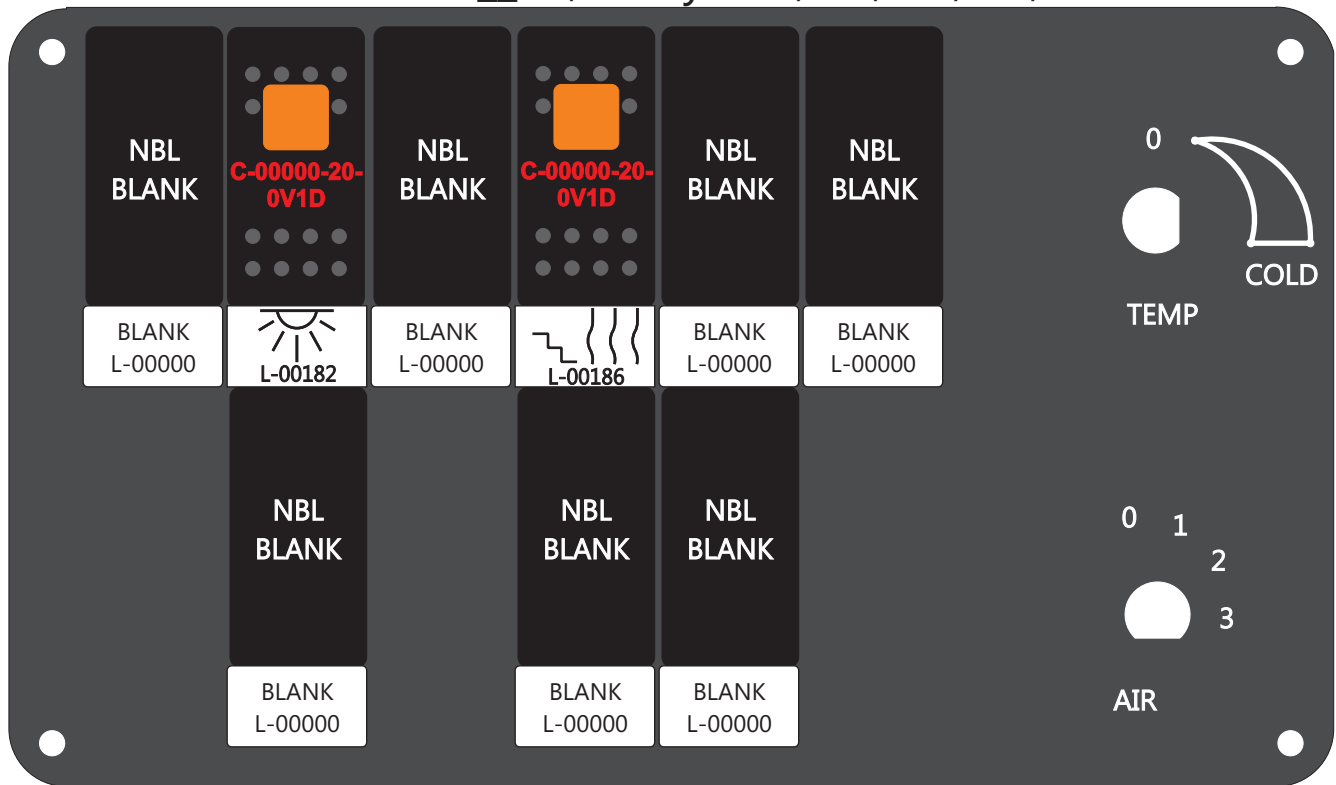 NBL
BLANK
C-00000-20-
0V1D
NBL
BLANK
C-00000-20-
0V1D
NBL
BLANK
NBL
BLANK
BLANK
L-00000
L-00182
BLANK
L-00000
L-00186
BLANK
L-00000
BLANK
L-00000
0
COLD
TEMP
NBL
BLANK
NBL
BLANK
NBL
BLANK
BLANK
L-00000
BLANK
L-00000
BLANK
L-00000
0
1
2
3
AIR